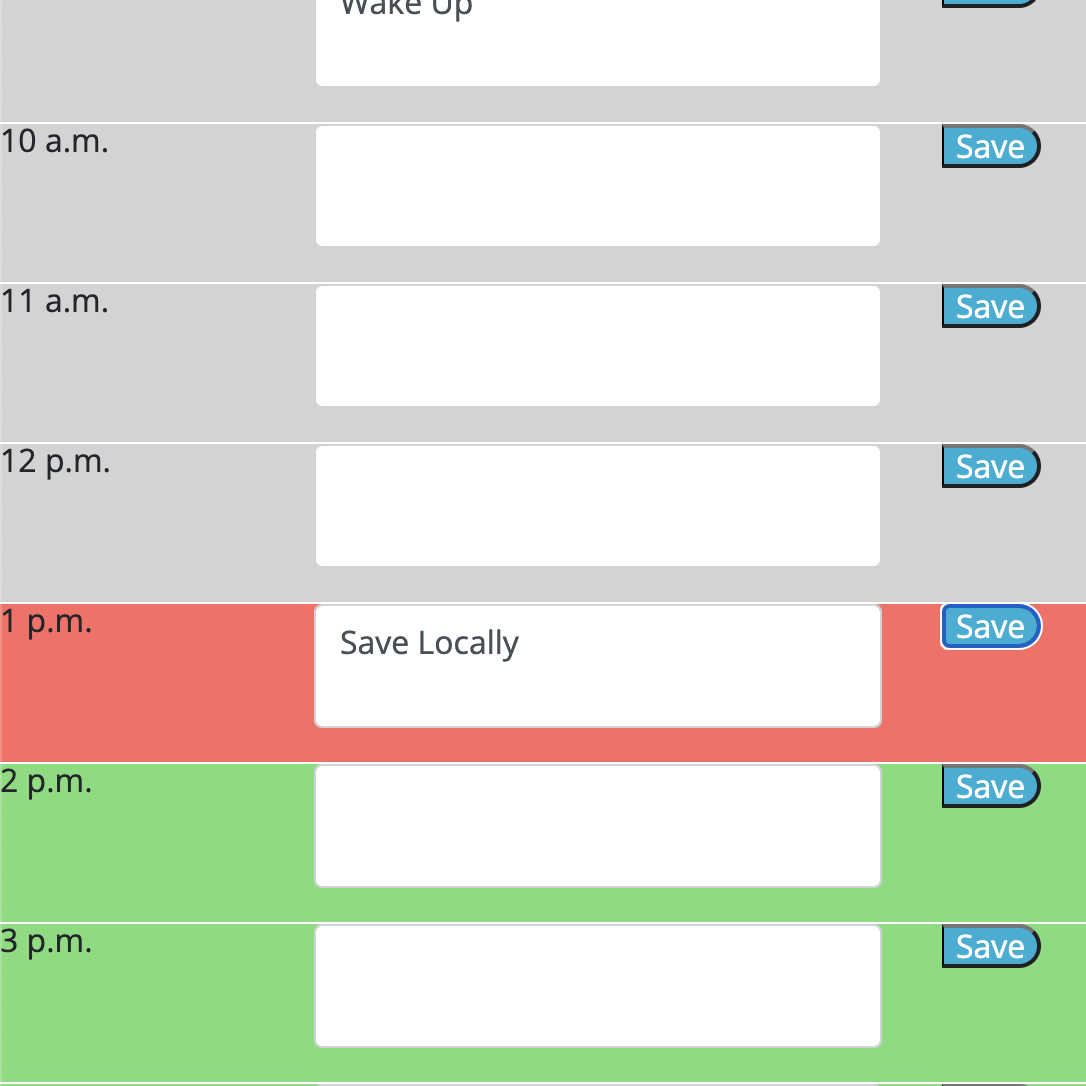 Wake Up
10 a.m.
Save
11 a.m.
Save
12 p.m.
Save
1 p.m.
Save Locally
Save
2 p.m.
Save
3 p.m.
Save